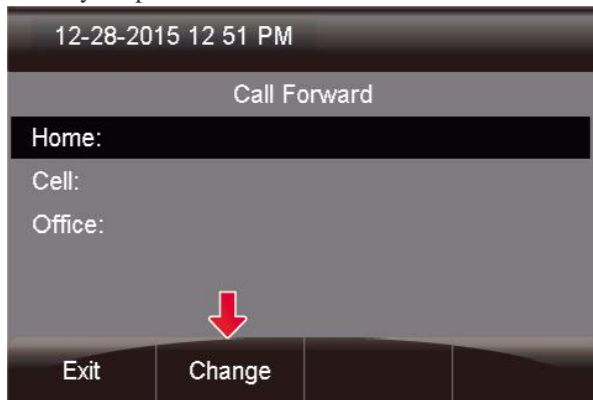 12-28-2015 12 51 PM
Call Forward
Home:
Cell:
Office:
Exit Change